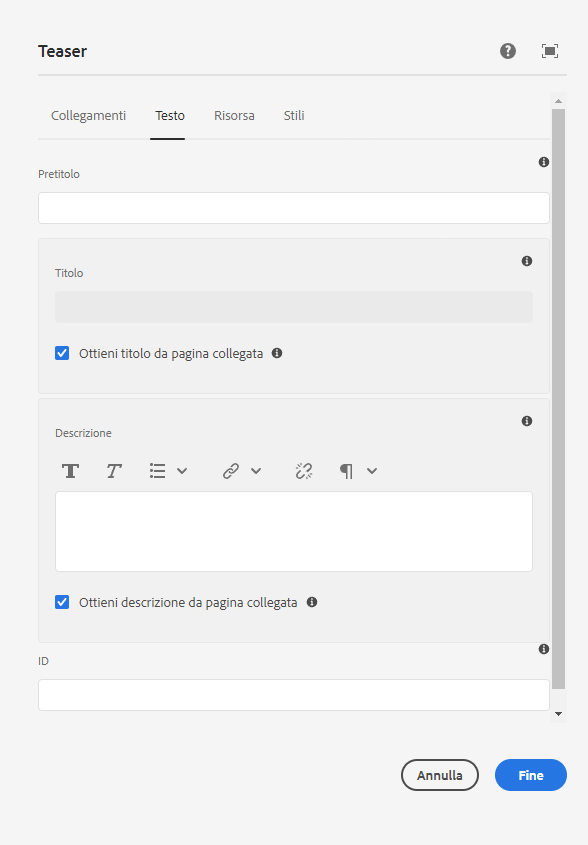 Teaser
Collegamenti Testo Risorsa Stili
Pretitolo
Titolo
Ottieni titolo da pagina collegata
Descrizione
Ottieni descrizione da pagina collegata
ID
Annulla Fine